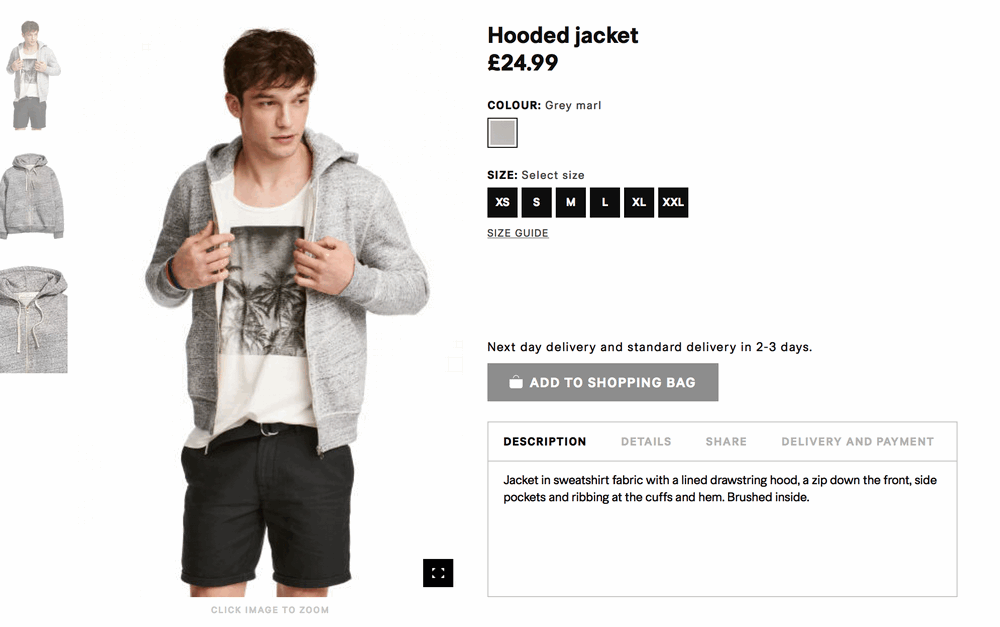 Hooded jacket
£24.99
COLOUR: Grey marl
SIZE: Select size
XS S M L XL XXL
SIZE GUIDE
Next day delivery and standard delivery in 2-3 days.
ADD TO SHOPPING BAG
DESCRIPTION DETAILS SHARE DELIVERY AND PAYMENT
Jacket in sweatshirt fabric with a lined drawstring hood, a zip down the front, side
pockets and ribbing at the cuffs and hem. Brushed inside.
CLICK IMAGE TO ZOOM